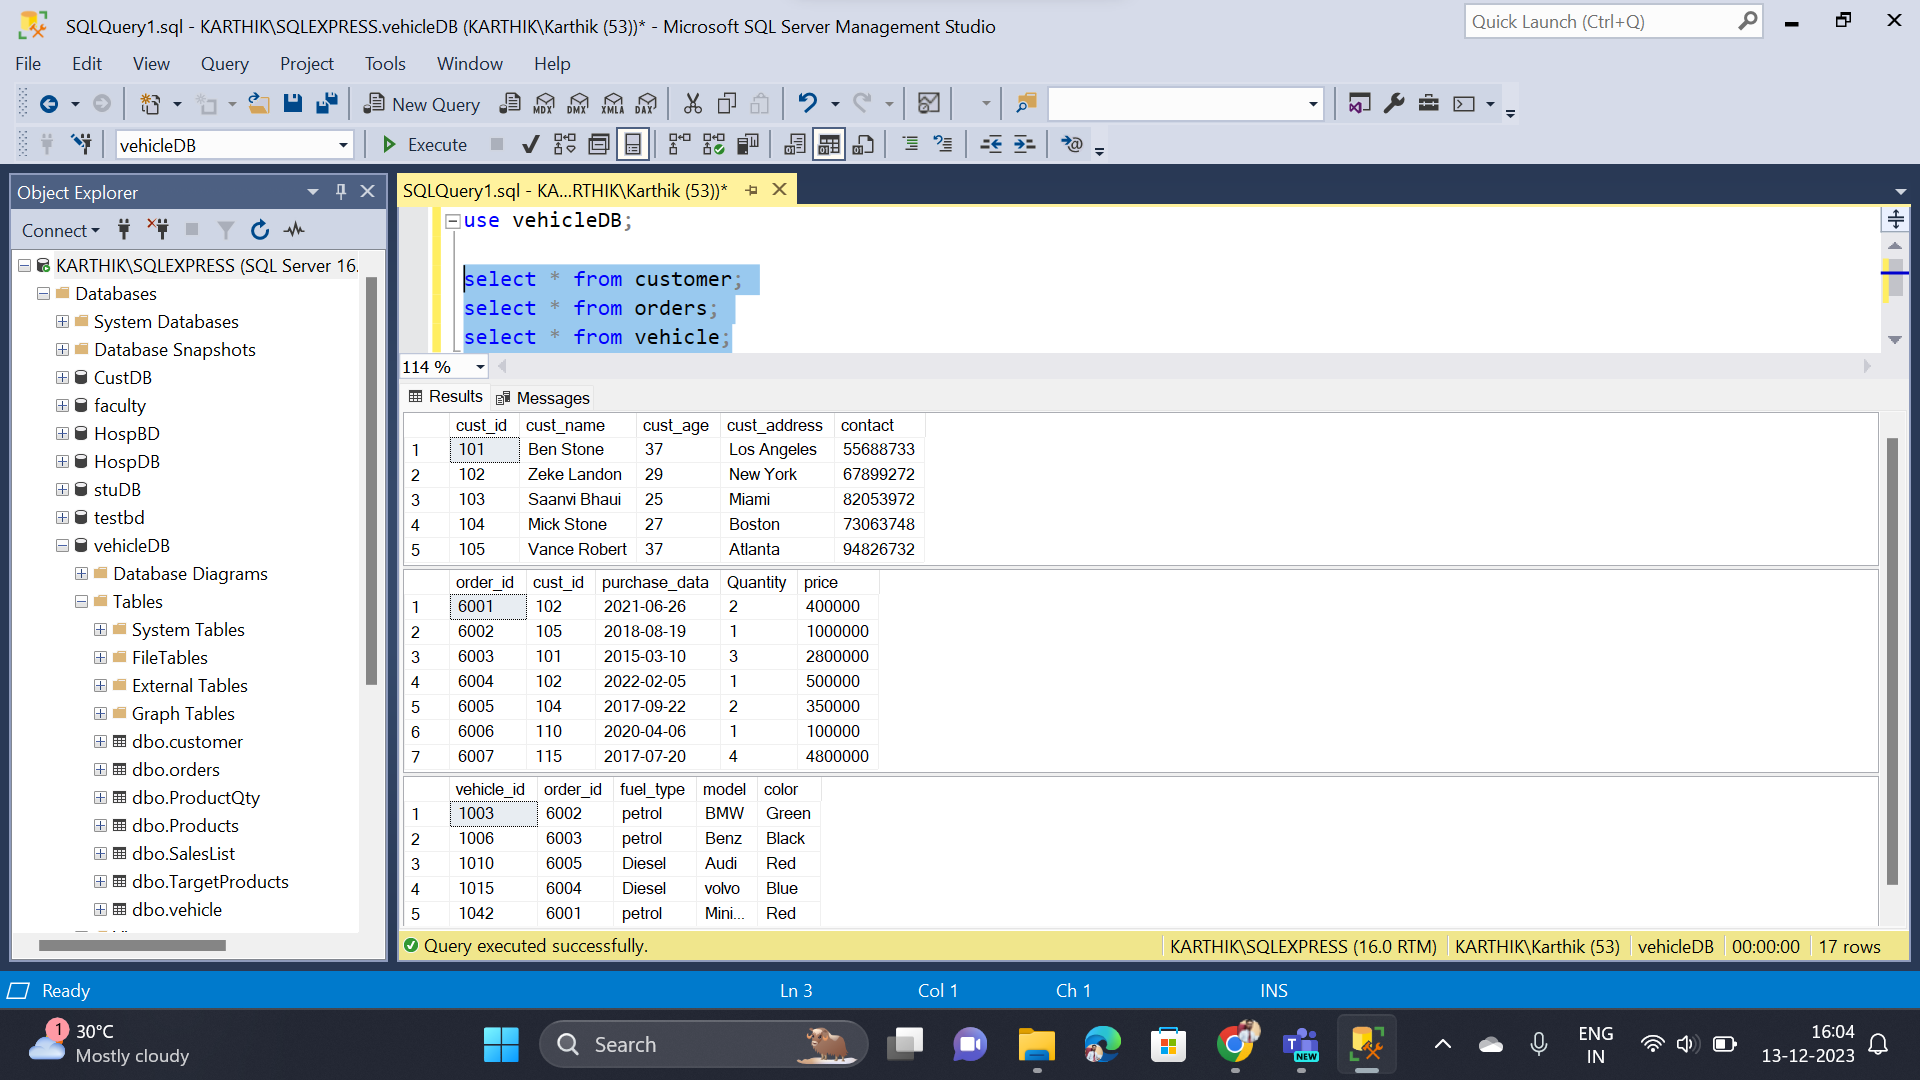 SQLQuery1.sql - KARTHIK\SQLEXPRESS.vehicleDB (KARTHIK\Karthik (53))* - Microsoft SQL Server Management Studio
Quick Launch (Ctrl+Q)
File Edit View Query Project Tools Window Help
New Query MDX DMX XMLA DAX
vehicleDB Execute
Object Explorer
Connect
KARTHIK\SQLEXPRESS (SQL Server 16.
Databases
System Databases
Database Snapshots
CustDB
faculty
HospBD
HospDB
stuDB
testbd
vehicleDB
Database Diagrams
Tables
System Tables
FileTables
External Tables
Graph Tables
dbo.customer
dbo.orders
dbo.ProductQty
dbo.Products
dbo.SalesList
dbo.TargetProducts
dbo.vehicle
SQLQuery1.sql - KA...RTHIK\Karthik (53))*
use vehicleDB;
select * from customer;
select * from orders;
select * from vehicle;
114 %
Results Messages
cust_id cust_name cust_age cust_address contact
1 101 Ben Stone 37 Los Angeles 55688733
2 102 Zeke Landon 29 New York 67899272
3 103 Saanvi Bhaui 25 Miami 82053972
4 104 Mick Stone 27 Boston 73063748
5 105 Vance Robert 37 Atlanta 94826732
order_id cust_id purchase_data Quantity price
1 6001 102 2021-06-26 2 400000
2 6002 105 2018-08-19 1 1000000
3 6003 101 2015-03-10 3 2800000
4 6004 102 2022-02-05 1 500000
5 6005 104 2017-09-22 2 350000
6 6006 110 2020-04-06 1 100000
7 6007 115 2017-07-20 4 4800000
vehicle_id order_id fuel_type model color
1 1003 6002 petrol BMW Green
2 1006 6003 petrol Benz Black
3 1010 6005 Diesel Audi Red
4 1015 6004 Diesel volvo Blue
5 1042 6001 petrol Mini... Red
Query executed successfully. KARTHIK\SQLEXPRESS (16.0 RTM) KARTHIK\Karthik (53) vehicleDB 00:00:00 17 rows
Ready Ln 3 Col 1 Ch 1 INS
1 30°C
Mostly cloudy
Search
NEW
ENG
IN
16:04
13-12-2023